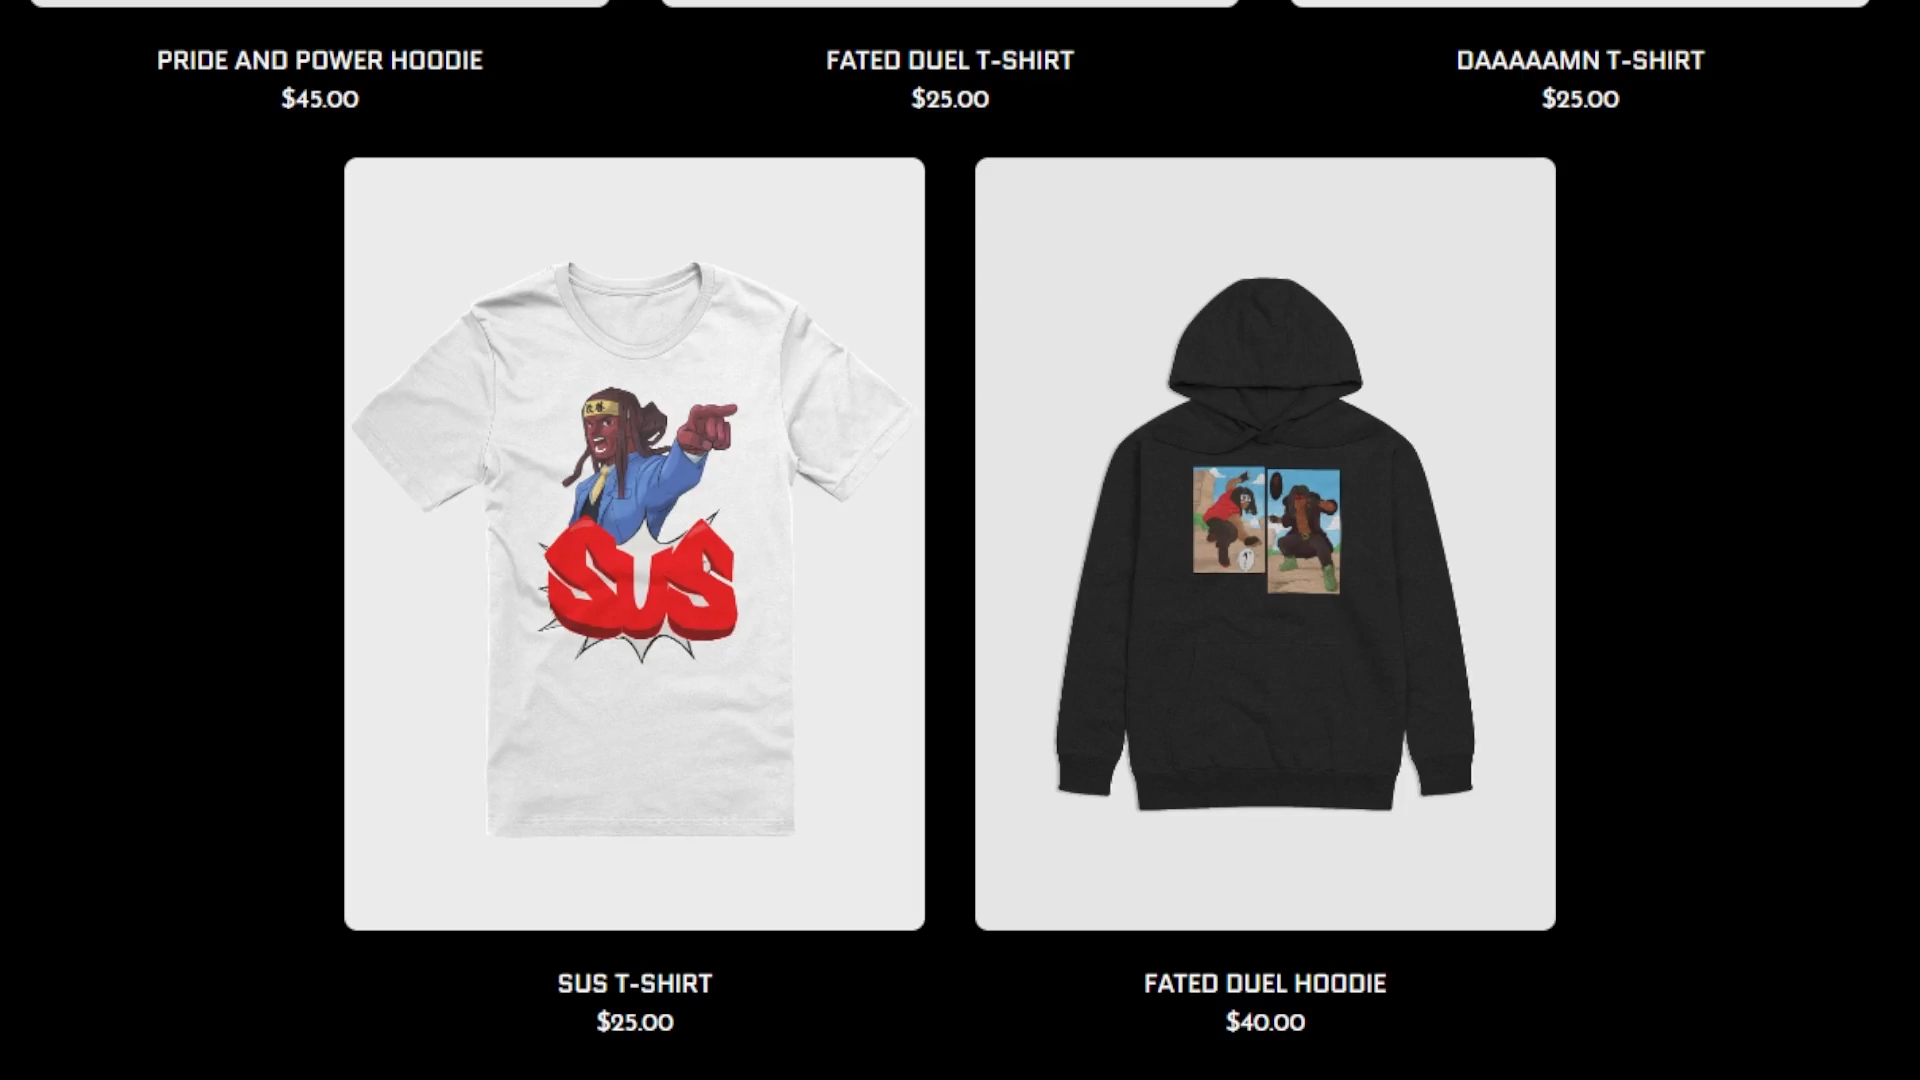 PRIDE AND POWER HOODIE
$45.00
FATED DUEL T-SHIRT
$25.00
DAAAAAMN T-SHIRT
$25.00
SUS
SUS T-SHIRT
$25.00
FATED DUEL HOODIE
$40.00